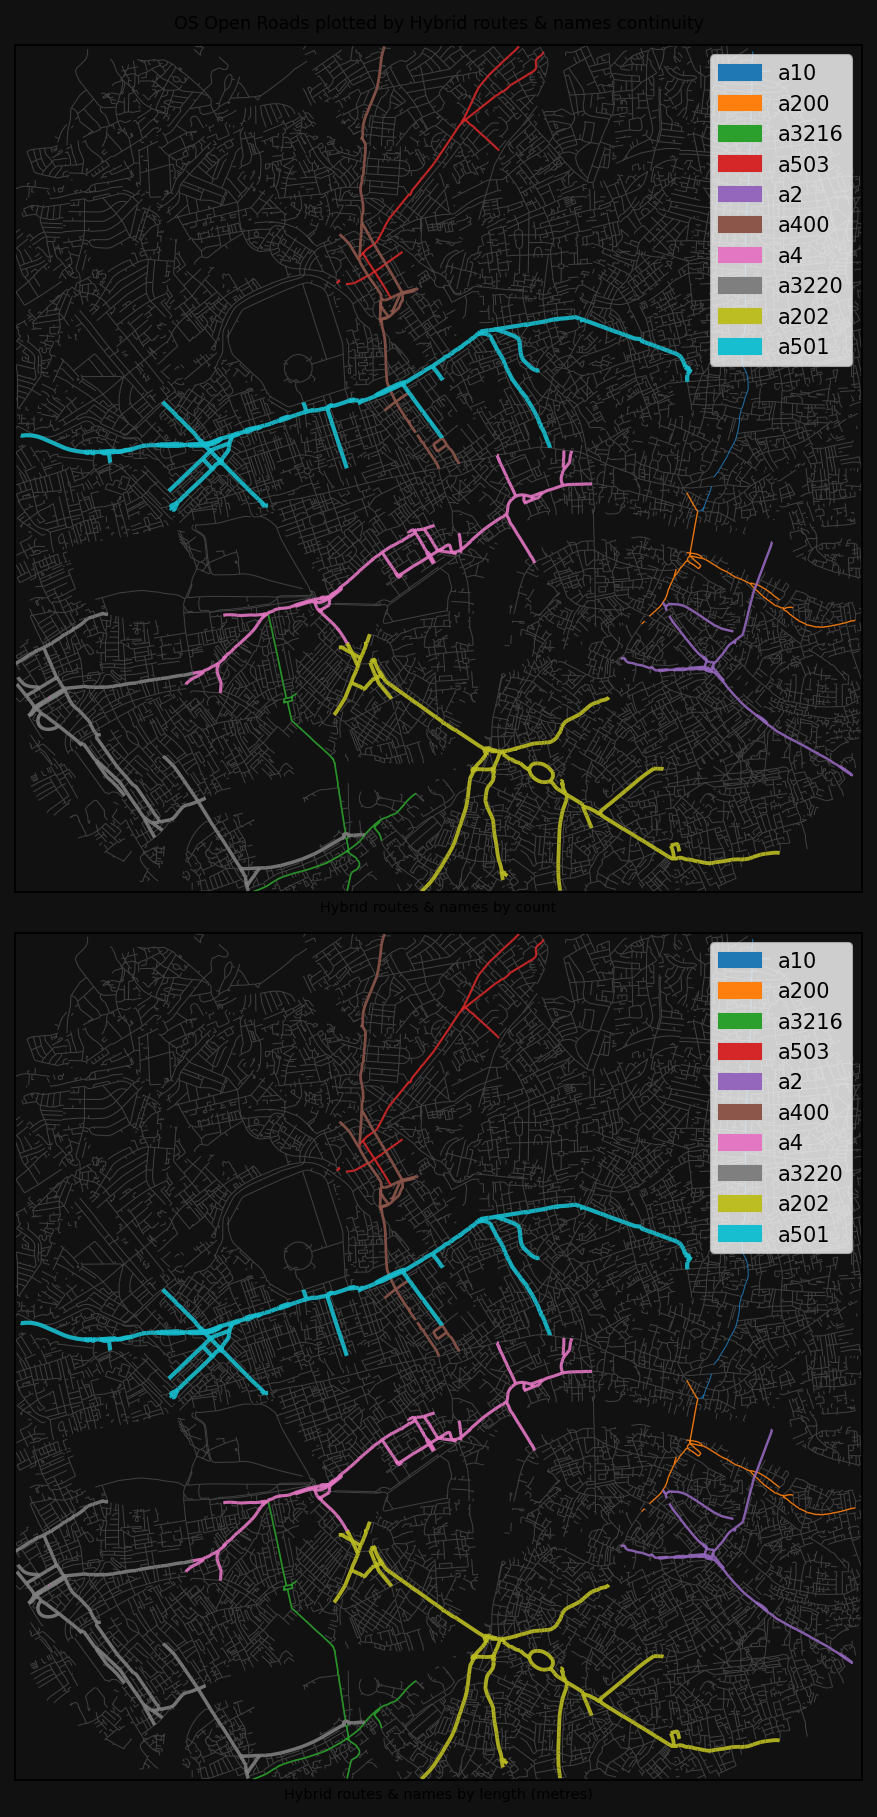 OS Open Roads plotted by Hybrid routes & names continuity
a10
a200
a3216
a503
a2
a400
a4
a3220
a202
a501
Hybrid routes & names by count
a10
a200
a3216
a503
a2
a400
a4
a3220
a202
a501
Hybrid routes & names by length (metres)